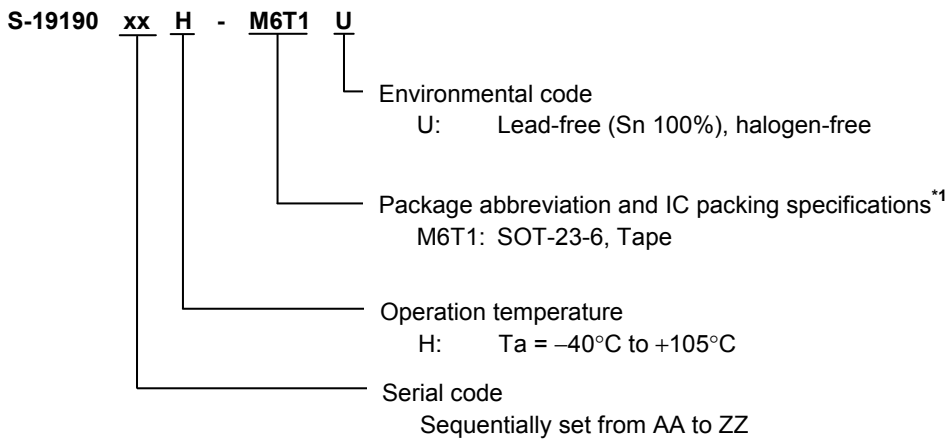 S-19190 xx H - M6T1 U
Environmental code
U: Lead-free (Sn 100%), halogen-free
Package abbreviation and IC packing specifications*1
M6T1: SOT-23-6, Tape
Operation temperature
H: Ta = −40°C to +105°C
Serial code
Sequentially set from AA to ZZ